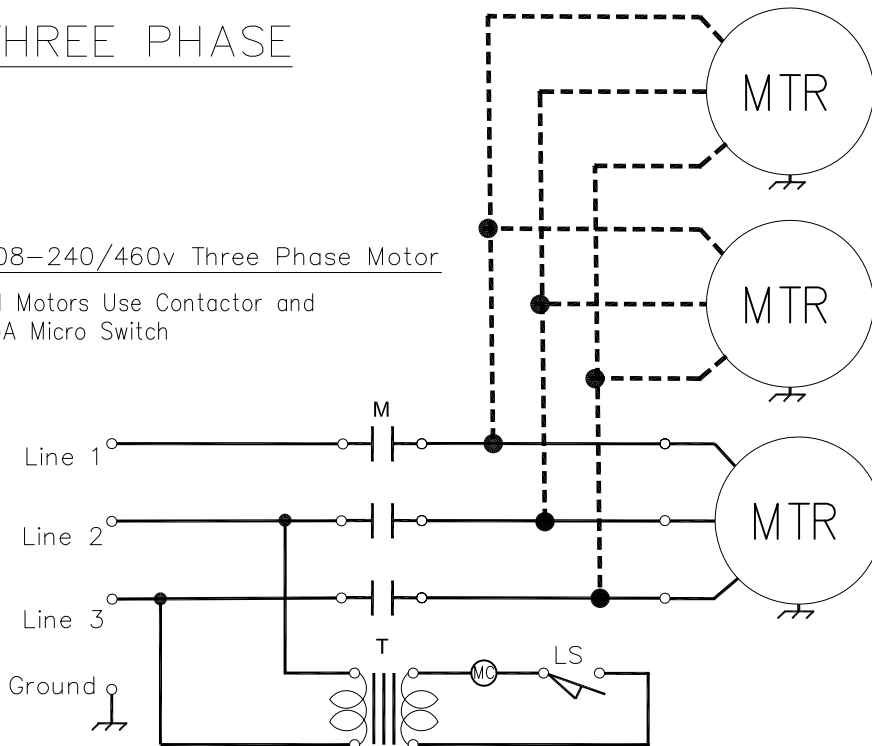 THREE PHASE
MTR
08-240/460v Three Phase Motor
Motors Use Contactor and
A Micro Switch
MTR
M
Line 1
Line 2
MTR
Line 3
T
LS
MC
Ground